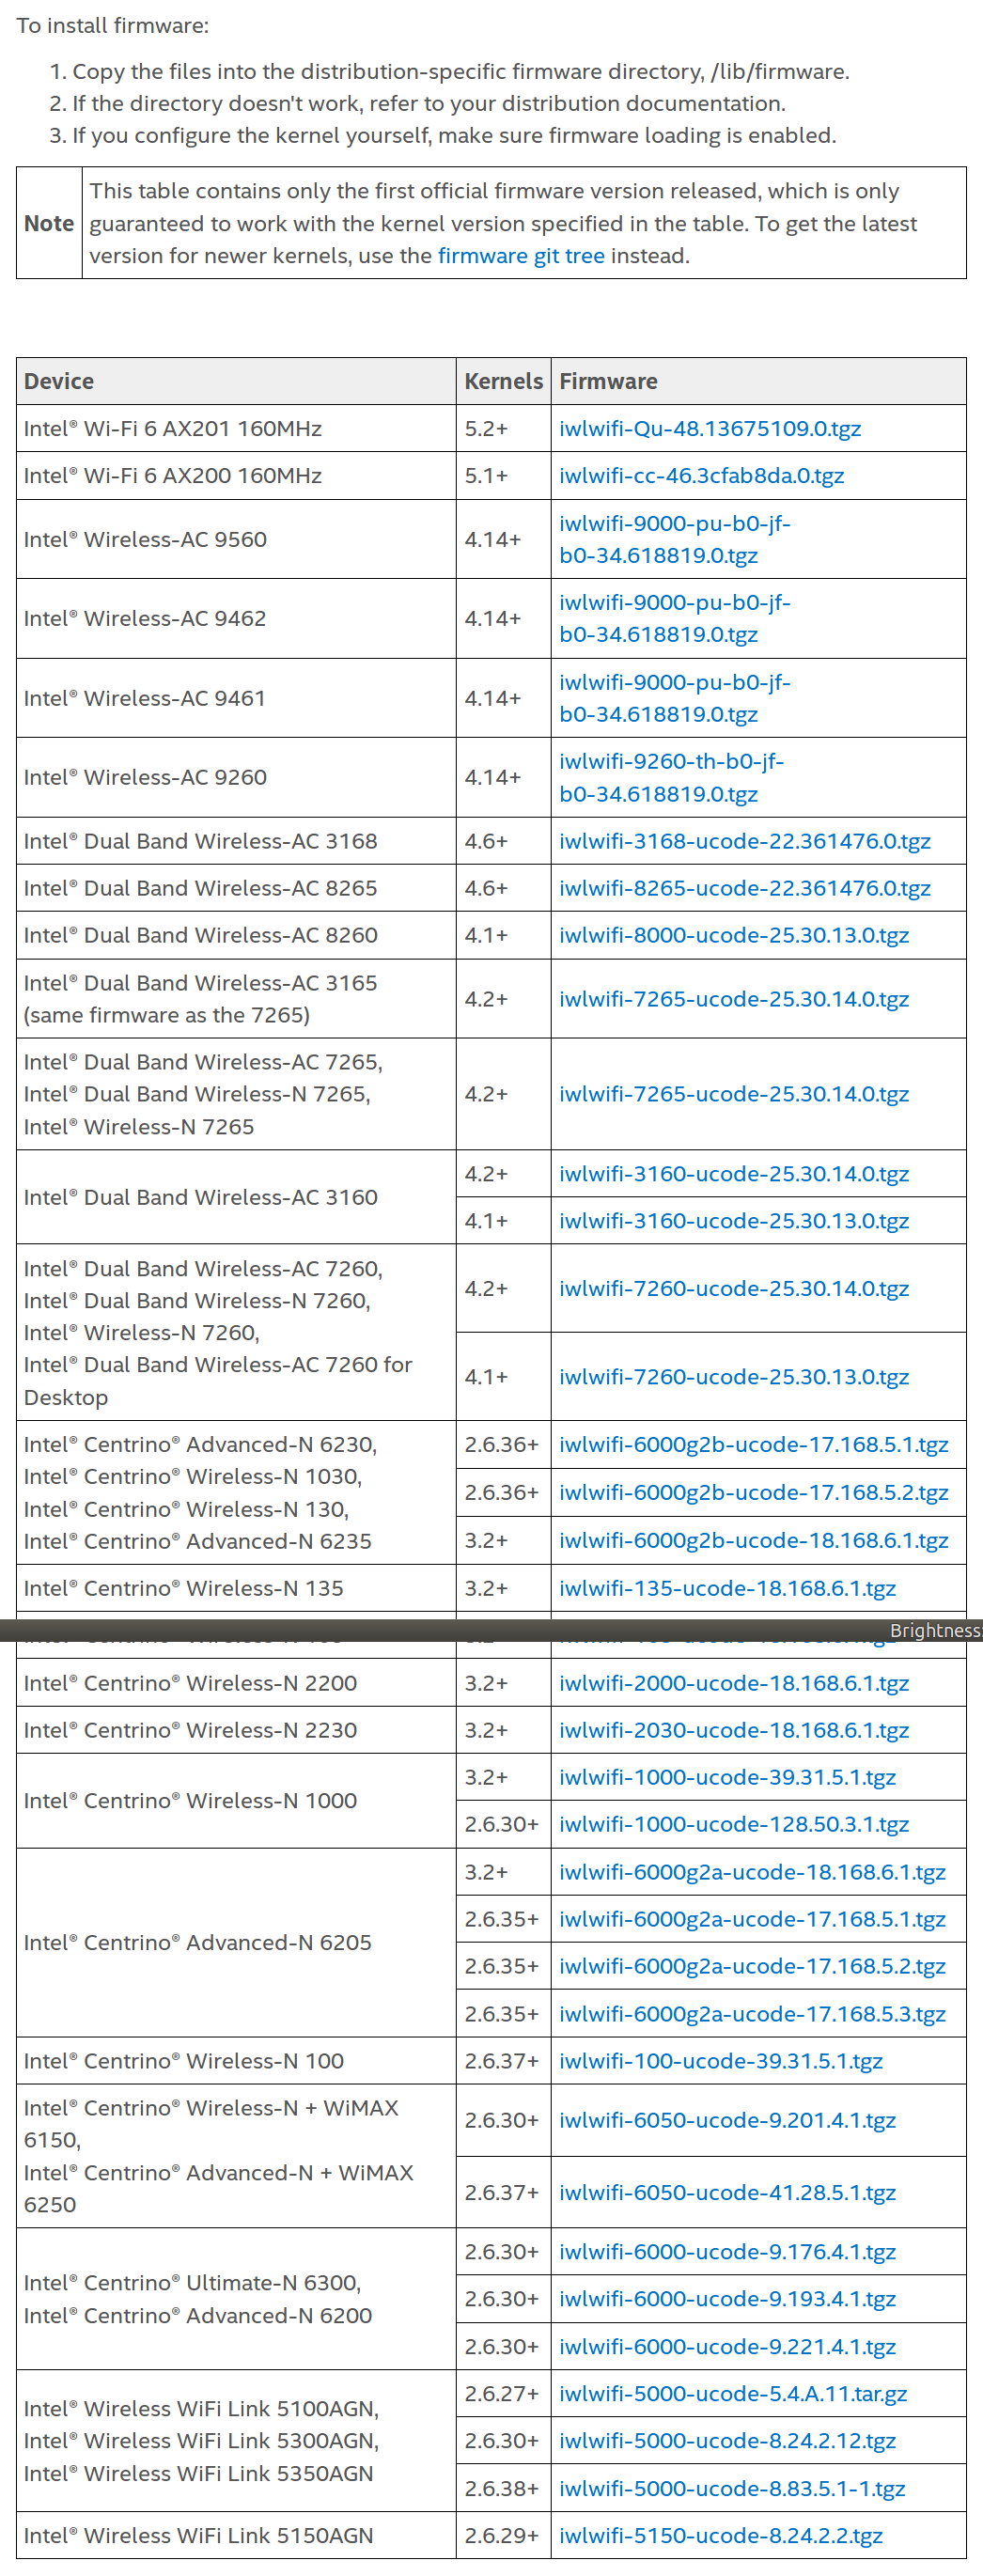 To install firmware:
1. Copy the files into the distribution-specific firmware directory, /lib/firmware.
2. If the directory doesn't work, refer to your distribution documentation.
3. If you configure the kernel yourself, make sure firmware loading is enabled.
Note
This table contains only the first official firmware version released, which is only
guaranteed to work with the kernel version specified in the table. To get the latest
version for newer kernels, use the firmware git tree instead.
Device Kernels Firmware
Intel® Wi-Fi 6 AX201 160MHz 5.2+ iwlwifi-Qu-48.13675109.0.tgz
Intel® Wi-Fi 6 AX200 160MHz 5.1+ iwlwifi-cc-46.3cfab8da.0.tgz
Intel® Wireless-AC 9560 4.14+ iwlwifi-9000-pu-b0-jf-
b0-34.618819.0.tgz
Intel® Wireless-AC 9462 4.14+ iwlwifi-9000-pu-b0-jf-
b0-34.618819.0.tgz
Intel® Wireless-AC 9461 4.14+ iwlwifi-9000-pu-b0-jf-
b0-34.618819.0.tgz
Intel® Wireless-AC 9260 4.14+ iwlwifi-9260-th-b0-jf-
b0-34.618819.0.tgz
Intel® Dual Band Wireless-AC 3168 4.6+ iwlwifi-3168-ucode-22.361476.0.tgz
Intel® Dual Band Wireless-AC 8265 4.6+ iwlwifi-8265-ucode-22.361476.0.tgz
Intel® Dual Band Wireless-AC 8260 4.1+ iwlwifi-8000-ucode-25.30.13.0.tgz
Intel® Dual Band Wireless-AC 3165
(same firmware as the 7265)
4.2+ iwlwifi-7265-ucode-25.30.14.0.tgz
Intel® Dual Band Wireless-AC 7265,
Intel® Dual Band Wireless-N 7265,
Intel® Wireless-N 7265
4.2+ iwlwifi-7265-ucode-25.30.14.0.tgz
Intel® Dual Band Wireless-AC 3160
4.2+ iwlwifi-3160-ucode-25.30.14.0.tgz
4.1+ iwlwifi-3160-ucode-25.30.13.0.tgz
Intel® Dual Band Wireless-AC 7260,
Intel® Dual Band Wireless-N 7260,
Intel® Wireless-N 7260,
Intel® Dual Band Wireless-AC 7260 for
Desktop
4.2+ iwlwifi-7260-ucode-25.30.14.0.tgz
4.1+ iwlwifi-7260-ucode-25.30.13.0.tgz
Intel® Centrino® Advanced-N 6230,
Intel® Centrino® Wireless-N 1030,
Intel® Centrino® Wireless-N 130,
Intel® Centrino® Advanced-N 6235
2.6.36+ iwlwifi-6000g2b-ucode-17.168.5.1.tgz
2.6.36+ iwlwifi-6000g2b-ucode-17.168.5.2.tgz
3.2+ iwlwifi-6000g2b-ucode-18.168.6.1.tgz
Intel® Centrino® Wireless-N 135 3.2+ iwlwifi-135-ucode-18.168.6.1.tgz
Brightness:
Intel® Centrino® Wireless-N 2200 3.2+ iwlwifi-2000-ucode-18.168.6.1.tgz
Intel® Centrino® Wireless-N 2230 3.2+ iwlwifi-2030-ucode-18.168.6.1.tgz
Intel® Centrino® Wireless-N 1000
3.2+ iwlwifi-1000-ucode-39.31.5.1.tgz
2.6.30+ iwlwifi-1000-ucode-128.50.3.1.tgz
Intel® Centrino® Advanced-N 6205
3.2+ iwlwifi-6000g2a-ucode-18.168.6.1.tgz
2.6.35+ iwlwifi-6000g2a-ucode-17.168.5.1.tgz
2.6.35+ iwlwifi-6000g2a-ucode-17.168.5.2.tgz
2.6.35+ iwlwifi-6000g2a-ucode-17.168.5.3.tgz
Intel® Centrino® Wireless-N 100 2.6.37+ iwlwifi-100-ucode-39.31.5.1.tgz
Intel® Centrino® Wireless-N + WiMAX
6150,
Intel® Centrino® Advanced-N + WiMAX
6250
2.6.30+ iwlwifi-6050-ucode-9.201.4.1.tgz
2.6.37+ iwlwifi-6050-ucode-41.28.5.1.tgz
Intel® Centrino® Ultimate-N 6300,
Intel® Centrino® Advanced-N 6200
2.6.30+ iwlwifi-6000-ucode-9.176.4.1.tgz
2.6.30+ iwlwifi-6000-ucode-9.193.4.1.tgz
2.6.30+ iwlwifi-6000-ucode-9.221.4.1.tgz
Intel® Wireless WiFi Link 5100AGN,
Intel® Wireless WiFi Link 5300AGN,
Intel® Wireless WiFi Link 5350AGN
2.6.27+ iwlwifi-5000-ucode-5.4.A.11.tar.gz
2.6.30+ iwlwifi-5000-ucode-8.24.2.12.tgz
2.6.38+ iwlwifi-5000-ucode-8.83.5.1-1.tgz
Intel® Wireless WiFi Link 5150AGN 2.6.29+ iwlwifi-5150-ucode-8.24.2.2.tgz